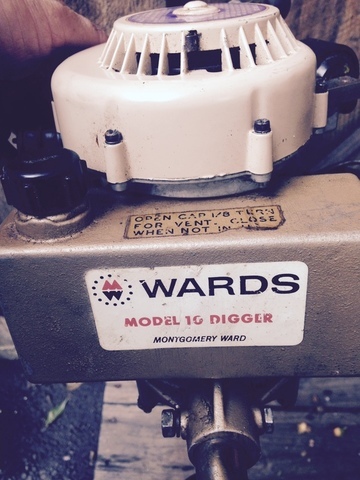 OPEN CAP 1/8 TURN
FOR VENT. CLOSE
WHEN NOT IN
WARDS
MODEL 10 DIGGER
MONTGOMERY WARD